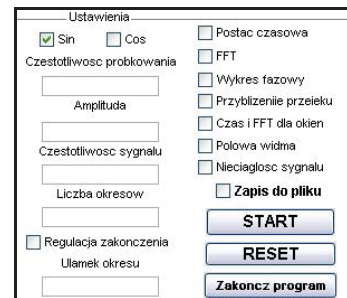 Ustawienia
Sin
Cos
Czestotliwosc probkowania
Amplituda
Czestotliwosc sygnalu
Liczba okresow
Regulacja zakonczenia
Ulamek okresu
Postac czasowa
FFT
Wykres fazowy
Przyblizeniie przeieku
Czas i FFT dla okien
Polowa widma
Nieciaglosc sygnalu
Zapis do pliku
START
RESET
Zakoncz program